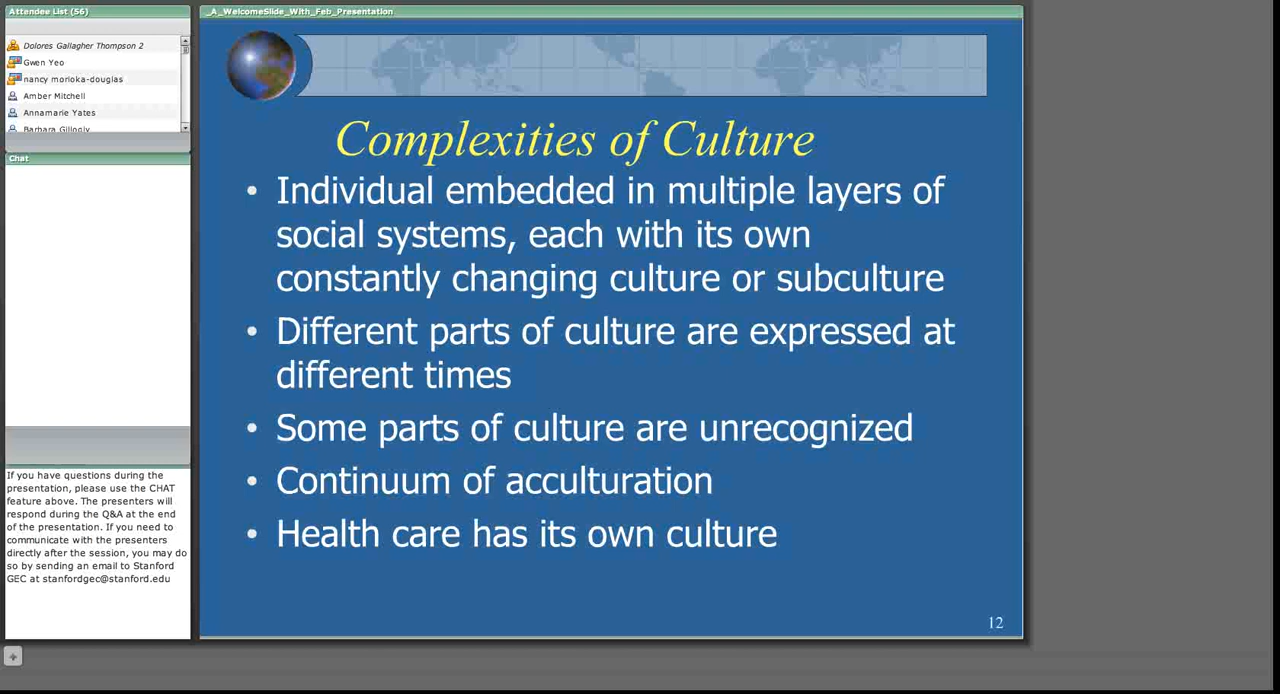 Attendee List (56)
Dolores Gallagher Thompson 2
Gwen Yeo
nancy morioka-douglas
Amber Mitchell
Annamarie Yates
Barbara Gillogly
Chat
If you have questions during the
presentation, please use the CHAT
feature above. The presenters will
respond during the Q&A at the end
of the presentation. If you need to
communicate with the presenters
directly after the session, you may do
so by sending an email to Stanford
GEC at stanfordgec@stanford.edu
_A_WelcomeSlide_With_Feb_Presentation
Complexities of Culture
• Individual embedded in multiple layers of
social systems, each with its own
constantly changing culture or subculture
• Different parts of culture are expressed at
different times
• Some parts of culture are unrecognized
• Continuum of acculturation
• Health care has its own culture
12